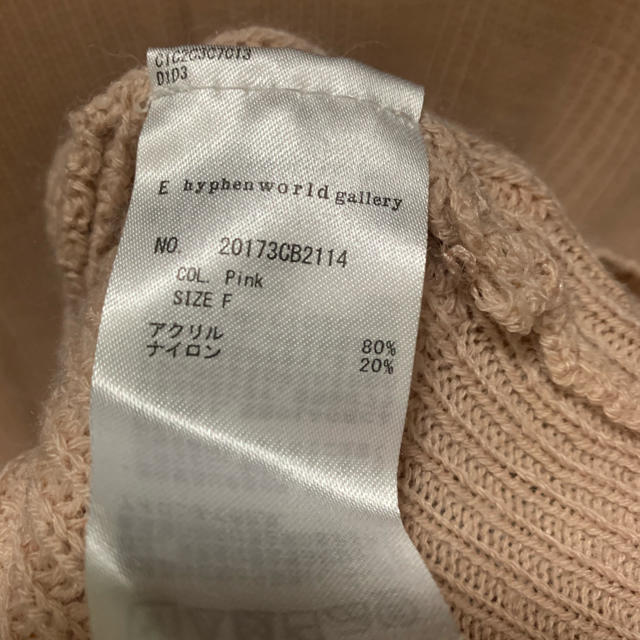 C1C2C3C7C13
D1D3
E hyphen world gallery
NO. 20173CB2114
COL. Pink
SIZE F
アクリル 80%
ナイロン 20%